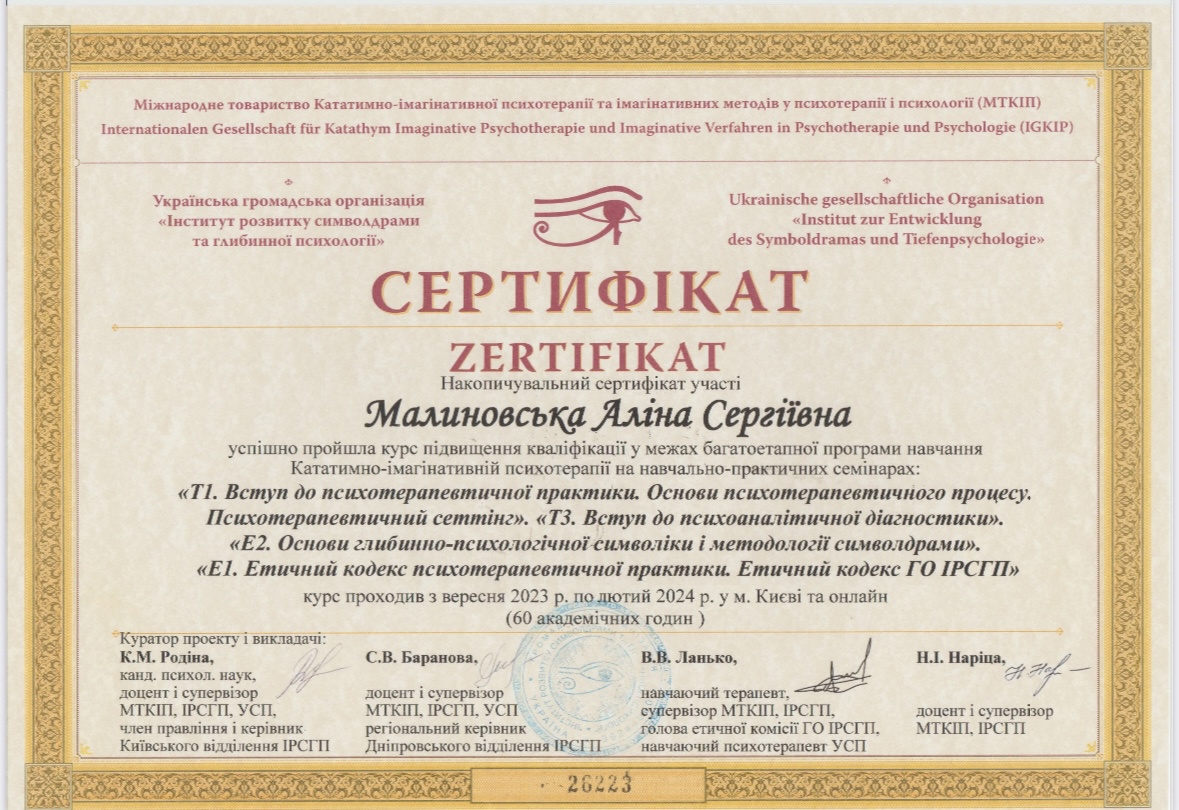 Міжнародне товариство Кататимно-імагінативної психотерапії та імагінативних методів у психотерапії і психології (МТКІП)
Internationalen Gesellschaft für Katathym Imaginative Psychotherapie und Imaginative Verfahren in Psychotherapie und Psychologie (IGKIP)
Українська громадська організація
«Інститут розвитку символдрами
та глибинної психології»
Ukrainische gesellschaftliche Organisation
«Institut zur Entwicklung
des Symboldramas und Tiefenpsychologie»
СЕРТИФІКАТ
ZERTIFIKAT
Накопичувальний сертифікат участі
Малиновська Аліна Сергіївна
успішно пройшла курс підвищення кваліфікації у межах багатоетапної програми навчання
Кататимно-імагінативній психотерапії на навчально-практичних семінарах:
«Т1. Вступ до психотерапевтичної практики. Основи психотерапевтичного процесу.
Психотерапевтичний сеттінг». «Т3. Вступ до психоаналітичної діагностики».
«Е2. Основи глибинно-психологічної символіки і методології символдрами».
«Е1. Етичний кодекс психотерапевтичної практики. Етичний кодекс ГО ІРСГП»
курс проходив з вересня 2023 р. по лютий 2024 р. у м. Києві та онлайн
(60 академічних годин )
Куратор проекту і викладачі:
К.М. Родіна,
канд. психол. наук,
доцент і супервізор
МТКІП, ІРСГП, УСП,
член правління і керівник
Київського відділення ІРСГП
С.В. Баранова,
доцент і супервізор
МТКІП, ІРСГП, УСП
регіональний керівник
Дніпровського відділення ІРСГП
В.В. Ланько,
навчаючий терапевт,
супервізор МТКІП, ІРСГП,
голова етичної комісії ГО ІРСГП,
навчаючий психотерапевт УСП
Н.І. Наріца,
доцент і супервізор
МТКІП, ІРСГП
26223